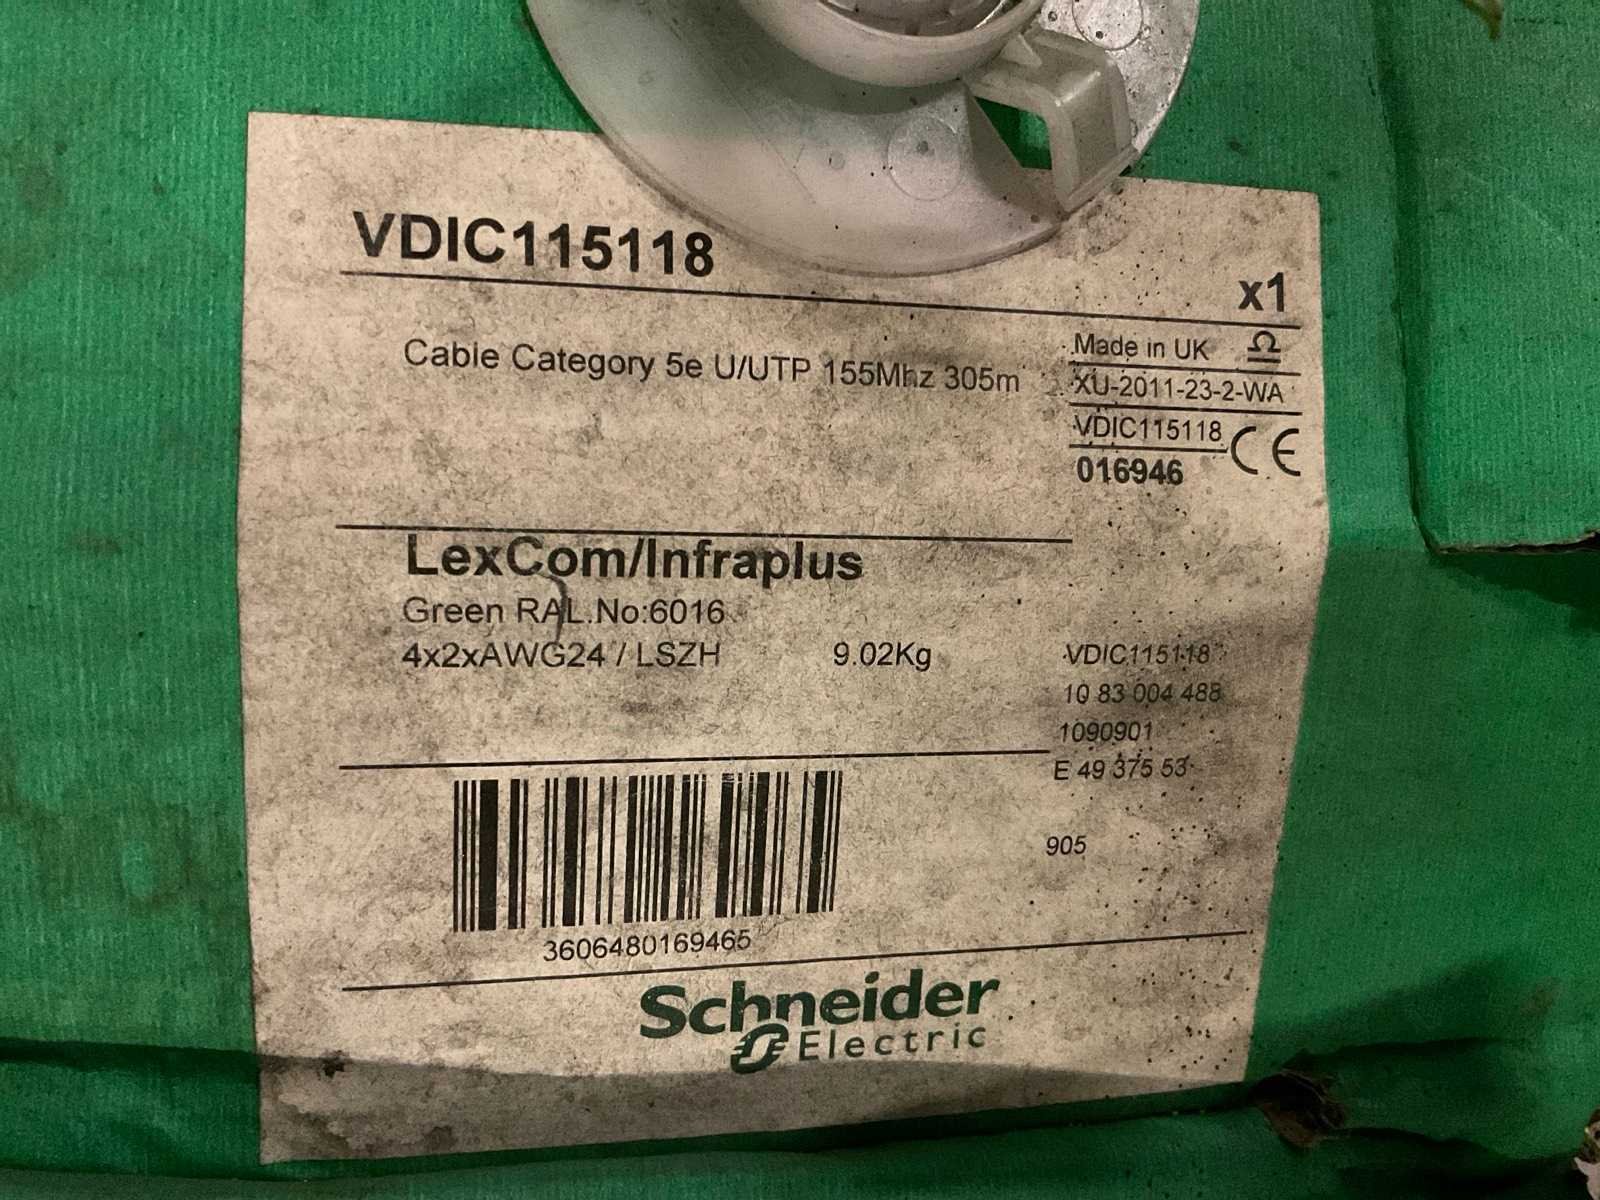 VDIC115118
x1
Cable Category 5e U/UTP 155Mhz 305m
Made in UK
XU-2011-23-2-WA
VDIC115118
CE
016946
LexCom/Infraplus
Green RAL.No:6016
4x2xAWG24 / LSZH
9.02Kg
VDIC115118
10 83 004 488
1090901
E 49 375 53
905
3606480169465
Schneider
Electric